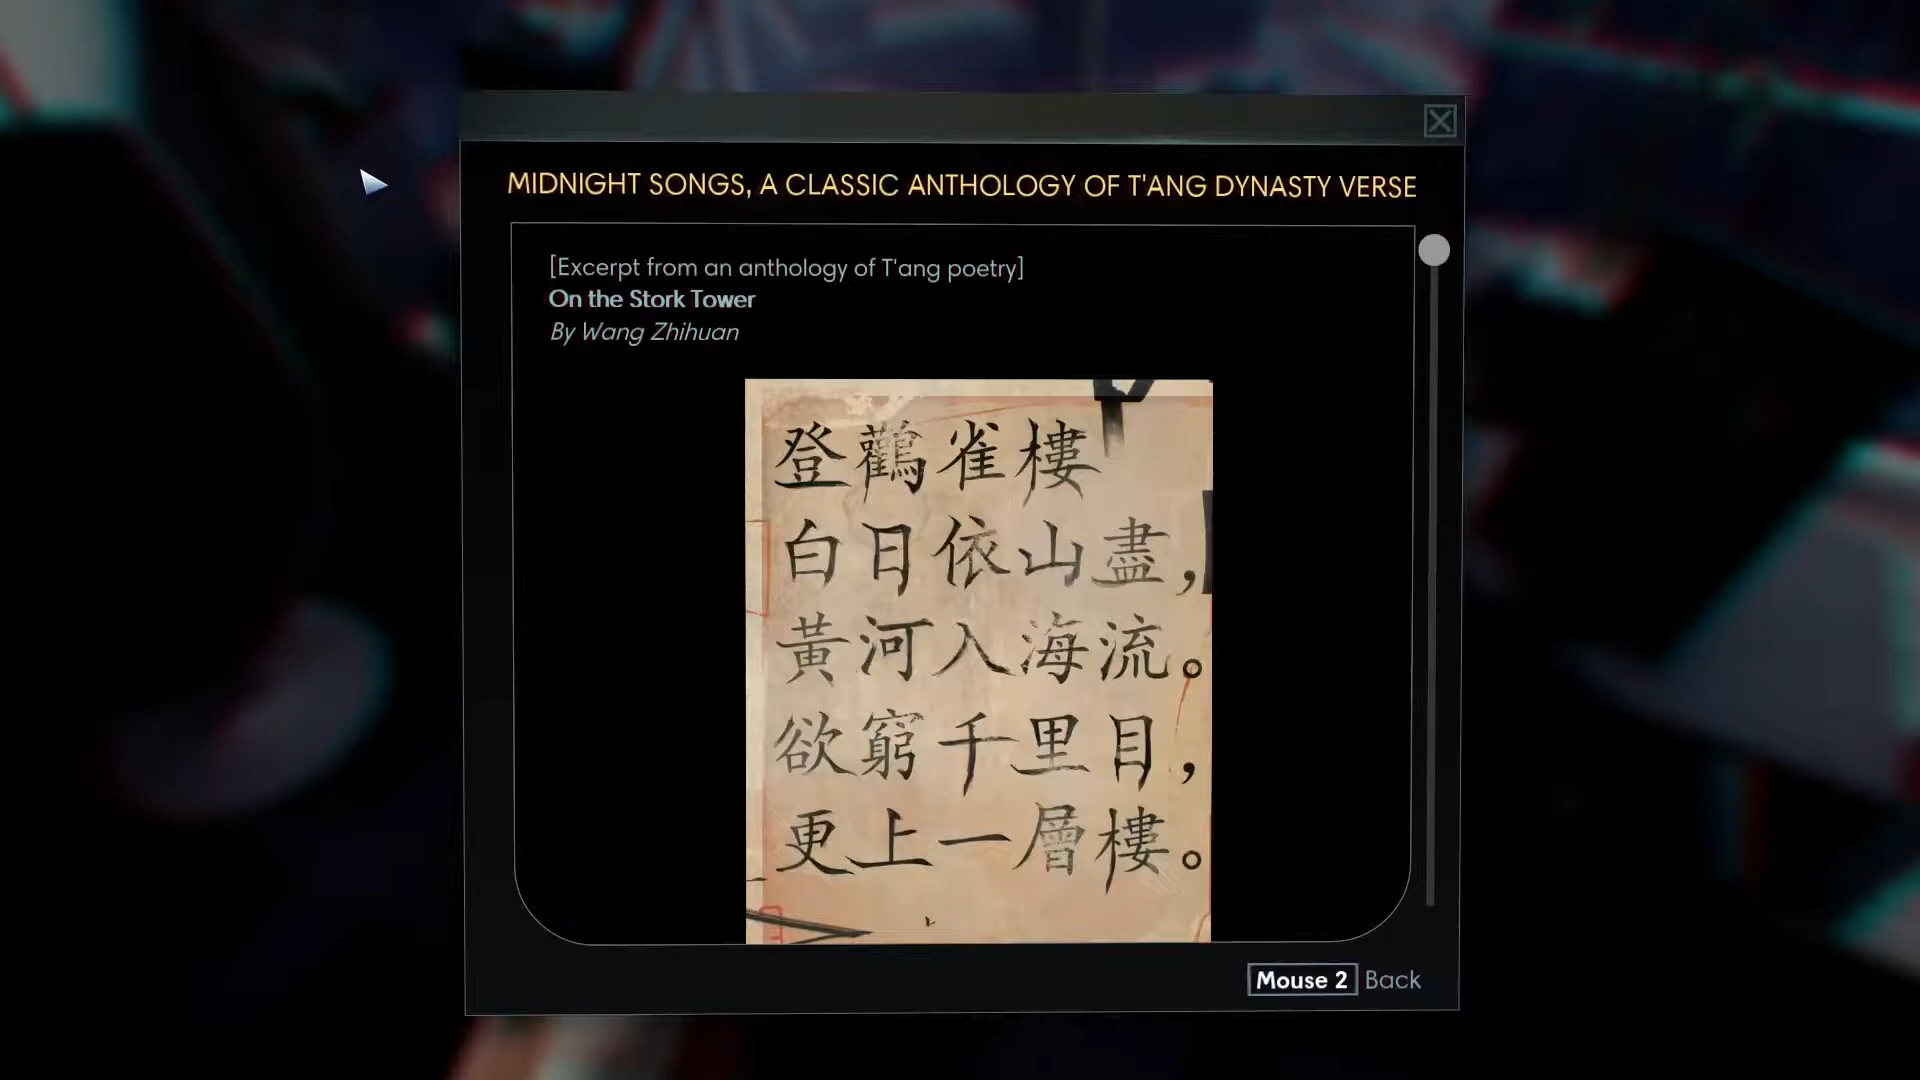 MIDNIGHT SONGS, A CLASSIC ANTHOLOGY OF T'ANG DYNASTY VERSE
[Excerpt from an anthology of T'ang poetry]
On the Stork Tower
By Wang Zhihuan
登鸛雀樓
白日依山盡，
黃河入海流。
欲窮千里目，
更上一層樓。
Mouse 2 Back